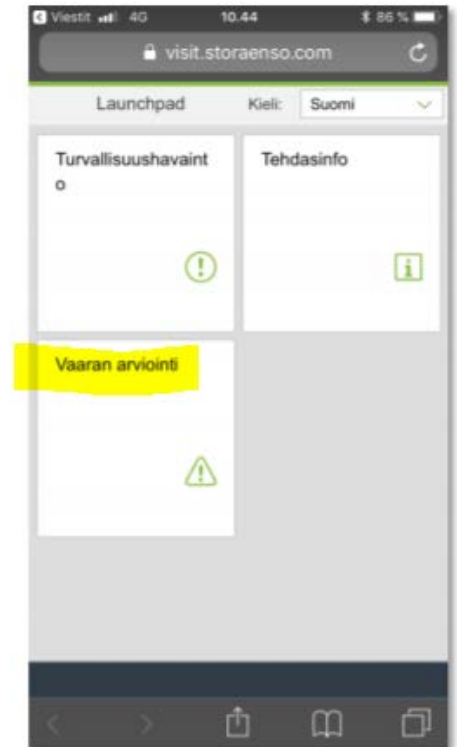 Viestit 4G 10.44 86 %
visit.storaenso.com
Launchpad Kieli: Suomi
Turvallisuushavaint
o
Tehdasinfo
Vaaran arviointi